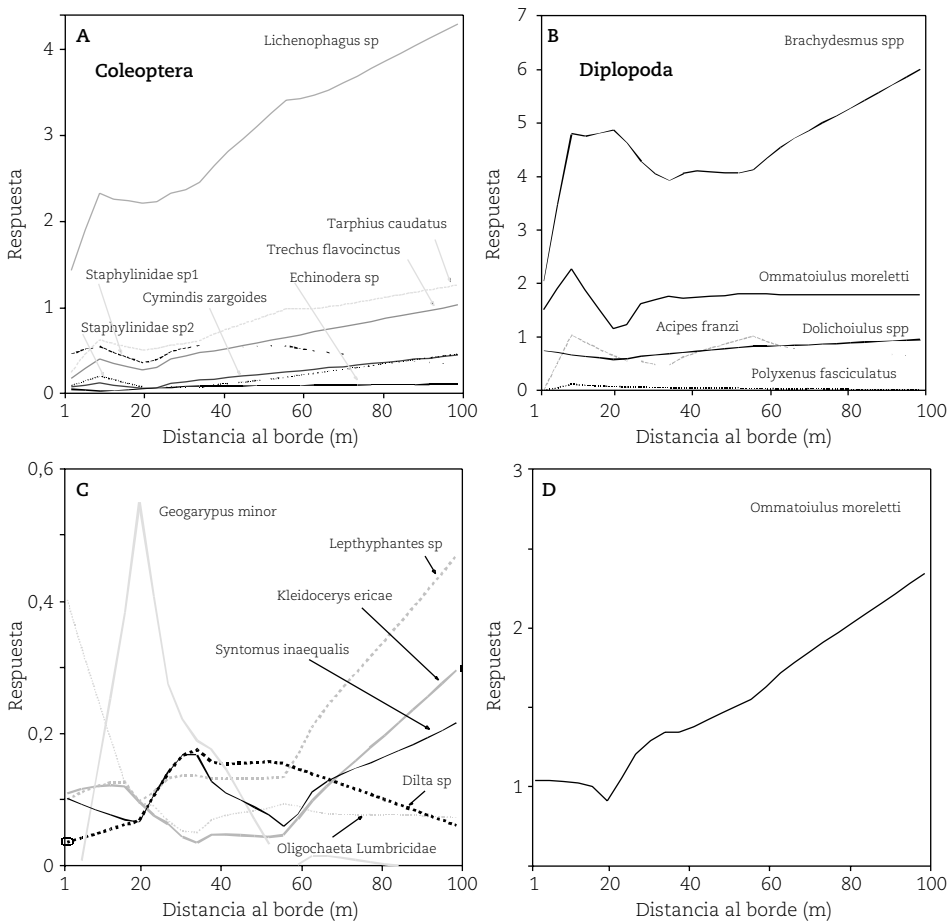 A
Coleoptera
Lichenophagus sp
Tarphius caudatus
Trechus flavocinctus
Echinodera sp
Staphylinidae sp1
Cymindis zargoides
Staphylinidae sp2
Respuesta
4
3
2
1
0
1
20
40
60
80
100
Distancia al borde (m)
B
Diplopoda
Brachydesmus spp
Ommatoiulus moreletti
Acipes franzi
Dolichoiulus spp
Polyxenus fasciculatus
Respuesta
7
6
5
4
3
2
1
0
1
20
40
60
80
100
Distancia al borde (m)
C
Geogarypus minor
Lepthyphantes sp
Kleidocerys ericae
Syntomus inaequalis
Dilta sp
Oligochaeta Lumbricidae
Respuesta
0,6
0,4
0,2
0
1
20
40
60
80
100
Distancia al borde (m)
D
Ommatoiulus moreletti
Respuesta
3
2
1
0
1
20
40
60
80
100
Distancia al borde (m)